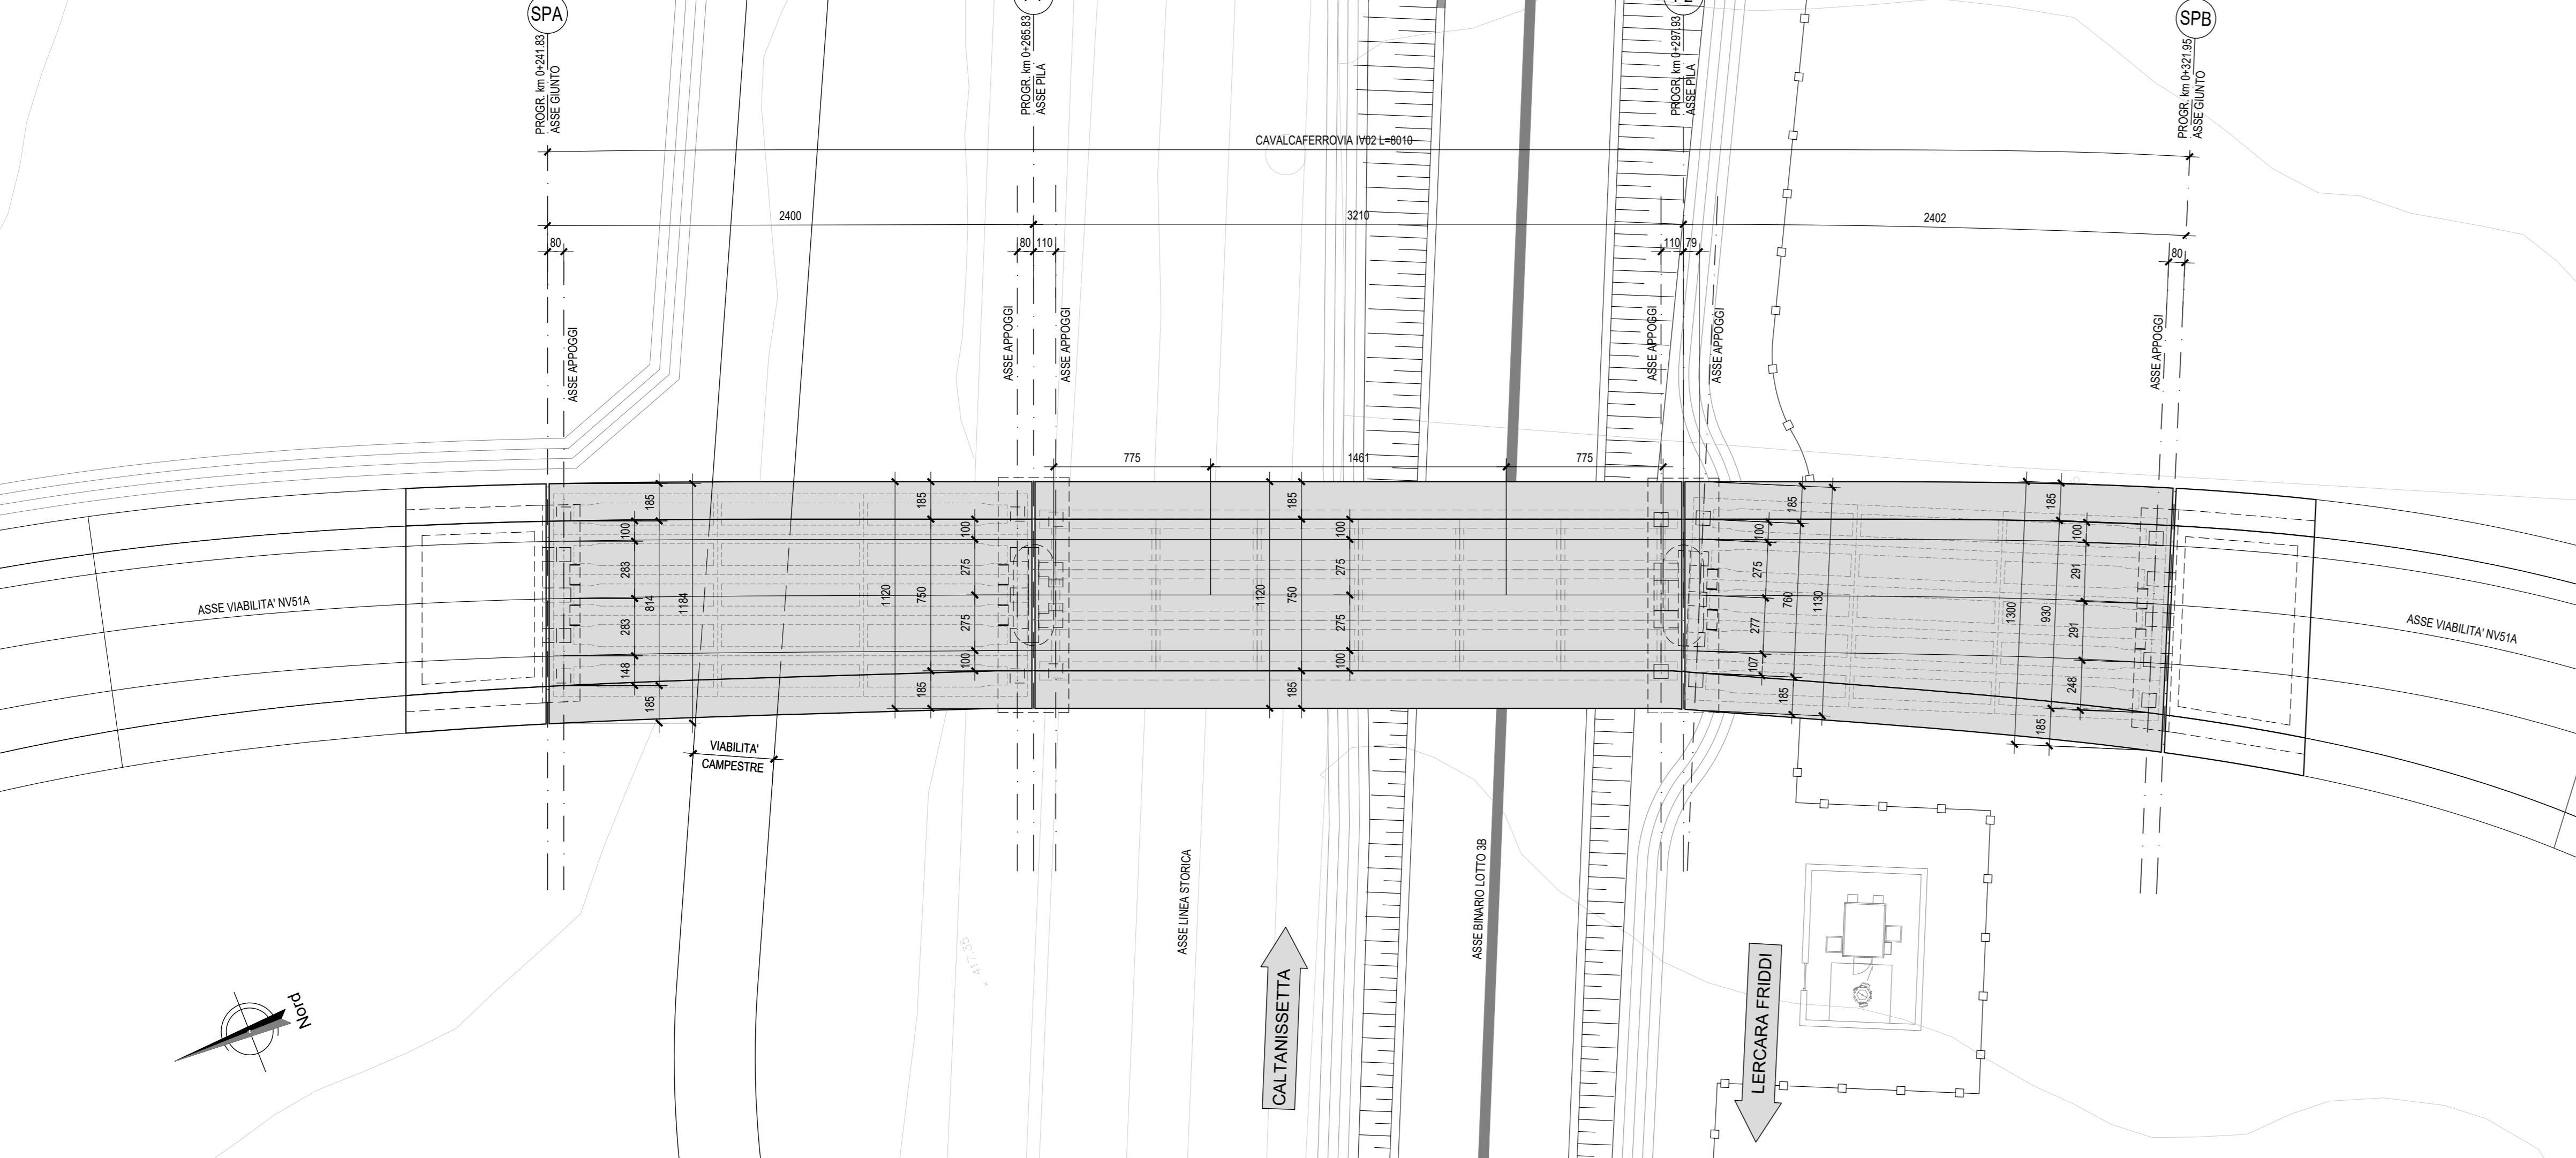 SPA
SPB
PROGR. km 0+241.83
ASSE GIUNTO
PROGR. km 0+265.83
ASSE PILA
PROGR. km 0+297.93
ASSE PILA
PROGR. km 0+321.95
ASSE GIUNTO
CAVALCAFERROVIA IV02 L=8010
2400
3210
2402
80
80
110
110
79
80
ASSE APPOGGI
ASSE APPOGGI
ASSE APPOGGI
ASSE APPOGGI
ASSE APPOGGI
ASSE APPOGGI
775
1461
775
185
100
283
814
1184
283
148
185
185
100
275
1120
750
275
100
185
185
100
275
1120
750
275
100
185
185
100
275
760
1130
277
107
185
185
100
291
1300
9930
291
248
185
ASSE VIABILITA' NV51A
ASSE VIABILITA' NV51A
VIABILITA'
CAMPESTRE
ASSE LINEA STORICA
ASSE BINARIO LOTTO 3B
CALTANISSETTA
LERCARA FRIDDI
417.35
Nord